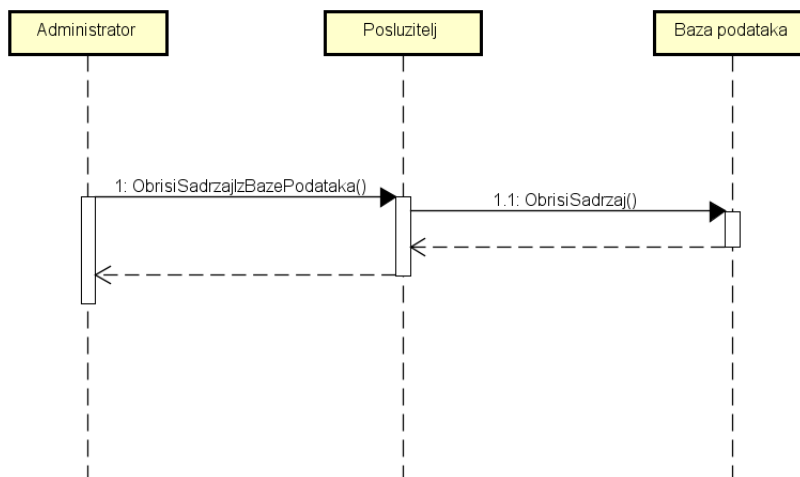 Administrator
Posluzitelj
Baza podataka
1: ObrisiSadrzajIzBazePodataka()
1.1: ObrisiSadrzaj()